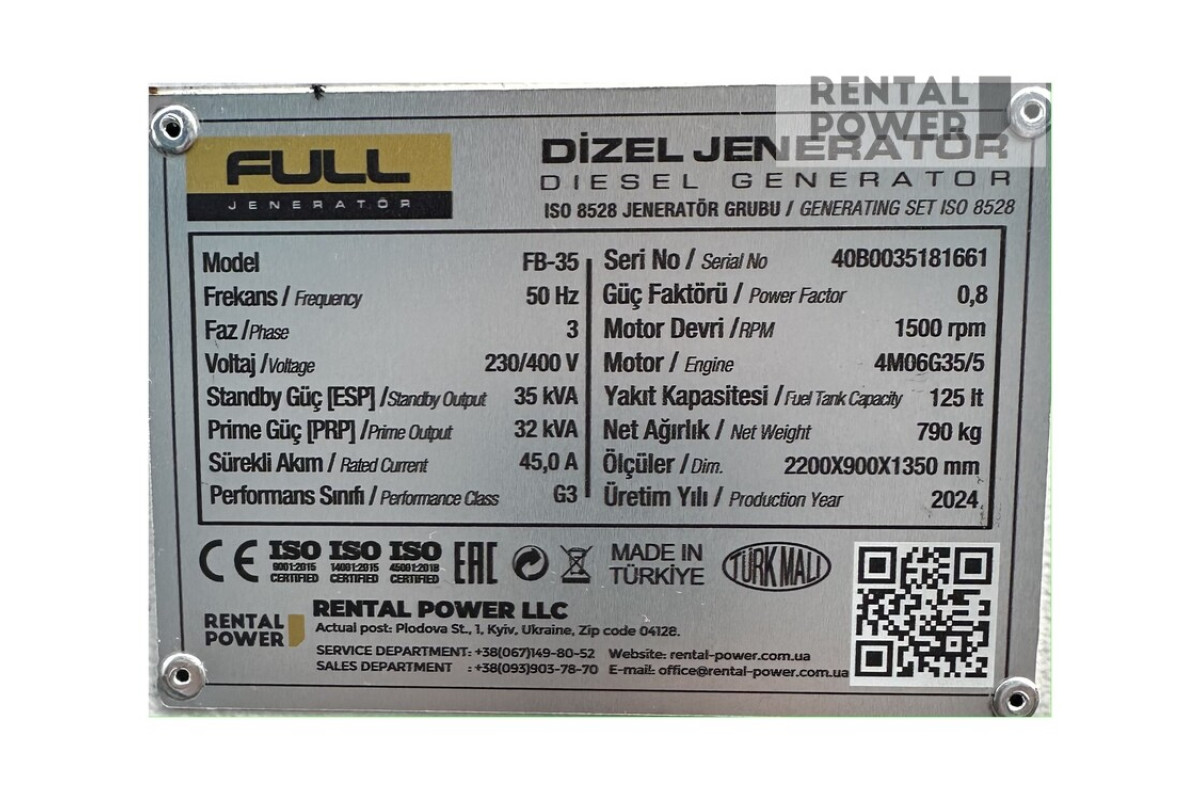 RENTAL
POWER
FULL
JENERATÖR
DİZEL JENERATÖR
DIESEL GENERATOR
ISO 8528 JENERATÖR GRUBU / GENERATING SET ISO 8528
Model FB-35
Frekans / Frequency 50 Hz
Faz / Phase 3
Voltaj / Voltage 230/400 V
Standby Güç [ESP] / Standby Output 35 kVA
Prime Güç [PRP] / Prime Output 32 kVA
Sürekli Akım / Rated Current 45,0 A
Performans Sınıfı / Performance Class G3
Seri No / Serial No 40B0035181661
Güç Faktörü / Power Factor 0,8
Motor Devri / RPM 1500 rpm
Motor / Engine 4M06G35/5
Yakıt Kapasitesi / Fuel Tank Capacity 125 lt
Net Ağırlık / Net Weight 790 kg
Ölçüler / Dim. 2200X900X1350 mm
Üretim Yılı / Production Year 2024
CE ISO 9001:2015 CERTIFIED ISO 14001:2015 CERTIFIED ISO 45001:2018 CERTIFIED EAC MADE IN TÜRKİYE TÜRK MALI
RENTAL
POWER
RENTAL POWER LLC
Actual post: Plodova St., 1, Kyiv, Ukraine, Zip code 04128.
SERVICE DEPARTMENT: +38(067)149-80-52 Website: rental-power.com.ua
SALES DEPARTMENT : +38(093)903-78-70 E-mail: office@rental-power.com.ua